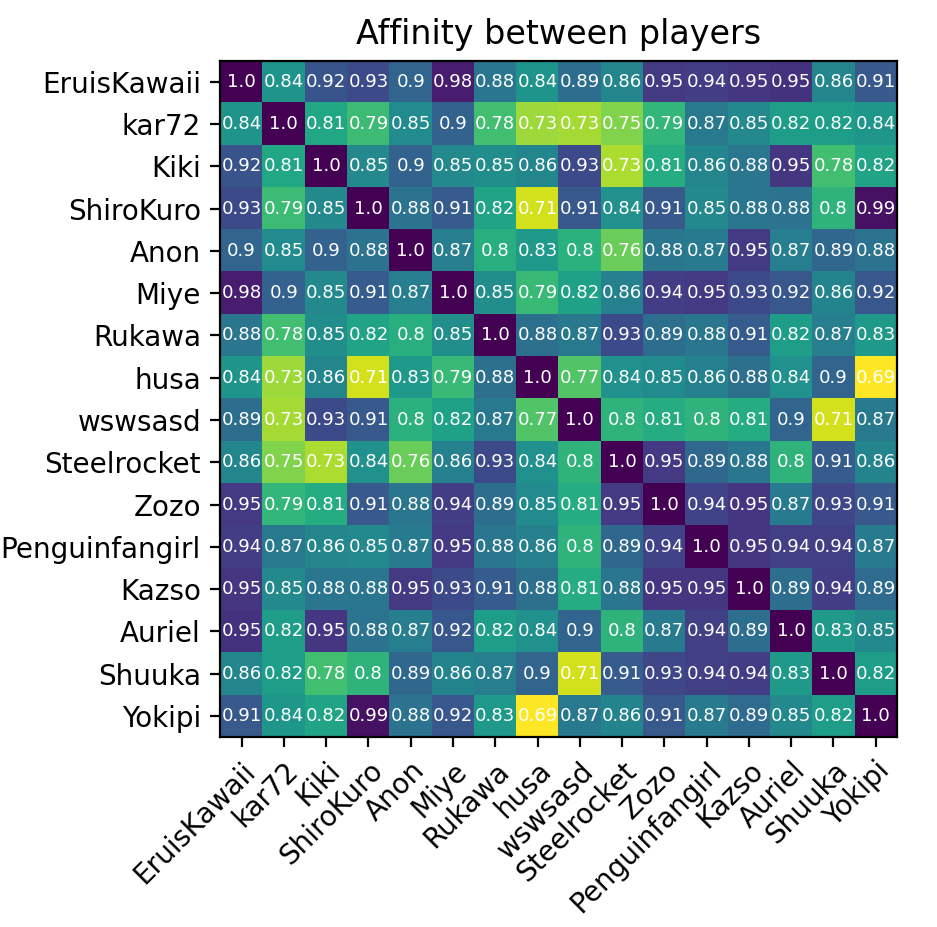 Affinity between players
EruisKawaii 1.0 0.84 0.92 0.93 0.9 0.98 0.88 0.84 0.89 0.86 0.95 0.94 0.95 0.95 0.86 0.91
kar72 0.84 1.0 0.81 0.79 0.85 0.9 0.78 0.73 0.73 0.75 0.79 0.87 0.85 0.82 0.82 0.84
Kiki 0.92 0.81 1.0 0.85 0.9 0.85 0.85 0.86 0.93 0.73 0.81 0.86 0.88 0.95 0.78 0.82
ShiroKuro 0.93 0.79 0.85 1.0 0.88 0.91 0.82 0.71 0.91 0.84 0.91 0.85 0.88 0.88 0.8 0.99
Anon 0.9 0.85 0.9 0.88 1.0 0.87 0.8 0.83 0.8 0.76 0.88 0.87 0.95 0.87 0.89 0.88
Miye 0.98 0.9 0.85 0.91 0.87 1.0 0.85 0.79 0.82 0.86 0.94 0.95 0.93 0.92 0.86 0.92
Rukawa 0.88 0.78 0.85 0.82 0.8 0.85 1.0 0.88 0.87 0.93 0.89 0.88 0.91 0.82 0.87 0.83
husa 0.84 0.73 0.86 0.71 0.83 0.79 0.88 1.0 0.77 0.84 0.85 0.86 0.88 0.84 0.9 0.69
wswsasd 0.89 0.73 0.93 0.91 0.8 0.82 0.87 0.77 1.0 0.8 0.81 0.8 0.81 0.9 0.71 0.87
Steelrocket 0.86 0.75 0.73 0.84 0.76 0.86 0.93 0.84 0.8 1.0 0.95 0.89 0.88 0.8 0.91 0.86
Zozo 0.95 0.79 0.81 0.91 0.88 0.94 0.89 0.85 0.81 0.95 1.0 0.94 0.95 0.87 0.93 0.91
Penguinfangirl 0.94 0.87 0.86 0.85 0.87 0.95 0.88 0.86 0.8 0.89 0.94 1.0 0.95 0.94 0.94 0.87
Kazso 0.95 0.85 0.88 0.88 0.95 0.93 0.91 0.88 0.81 0.88 0.95 0.95 1.0 0.89 0.94 0.89
Auriel 0.95 0.82 0.95 0.88 0.87 0.92 0.82 0.84 0.9 0.8 0.87 0.94 0.89 1.0 0.83 0.85
Shuuka 0.86 0.82 0.78 0.8 0.89 0.86 0.87 0.9 0.71 0.91 0.93 0.94 0.94 0.83 1.0 0.82
Yokipi 0.91 0.84 0.82 0.99 0.88 0.92 0.83 0.69 0.87 0.86 0.91 0.87 0.89 0.85 0.82 1.0
EruisKawaii kar72 Kiki ShiroKuro Anon Miye Rukawa husa wswsasd Steelrocket Zozo Penguinfangirl Kazso Auriel Shuuka Yokipi